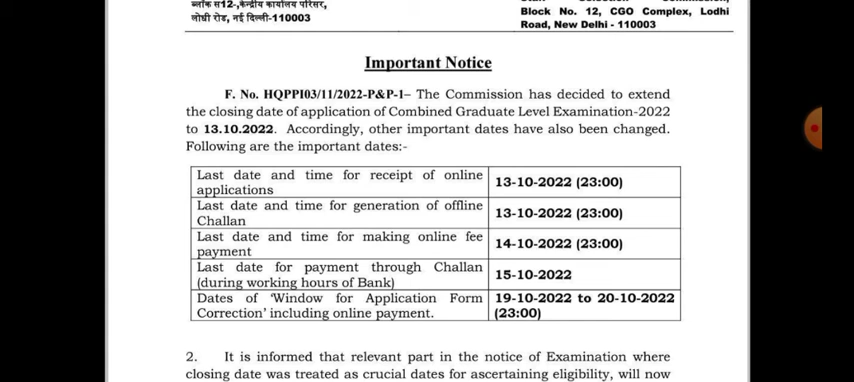 ब्लॉक स12-,केन्द्रीय कार्यालय परिसर,
लोधी रोड, नई दिल्ली-110003
Block No. 12, CGO Complex, Lodhi
Road, New Delhi - 110003
Important Notice
F. No. HQPPI03/11/2022-P&P-1– The Commission has decided to extend
the closing date of application of Combined Graduate Level Examination-2022
to 13.10.2022. Accordingly, other important dates have also been changed.
Following are the important dates:-
Last date and time for receipt of online
applications
13-10-2022 (23:00)
Last date and time for generation of offline
Challan
13-10-2022 (23:00)
Last date and time for making online fee
payment
14-10-2022 (23:00)
Last date for payment through Challan
(during working hours of Bank)
15-10-2022
Dates of ‘Window for Application Form
Correction’ including online payment.
19-10-2022 to 20-10-2022
(23:00)
2. It is informed that relevant part in the notice of Examination where
closing date was treated as crucial dates for ascertaining eligibility, will now